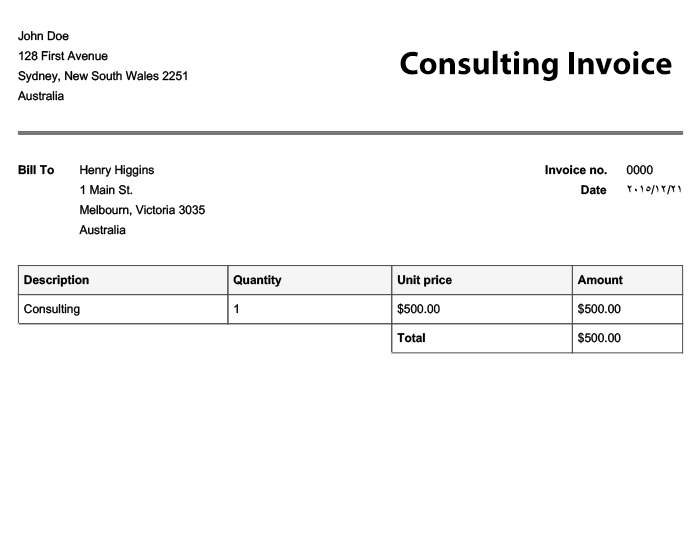 John Doe
128 First Avenue
Sydney, New South Wales 2251
Australia
Consulting Invoice
Bill To
Henry Higgins
1 Main St.
Melbourn, Victoria 3035
Australia
Invoice no. 0000
Date ٢٠١٥/١٢/٢١
Description Quantity Unit price Amount
Consulting 1 $500.00 $500.00
Total $500.00